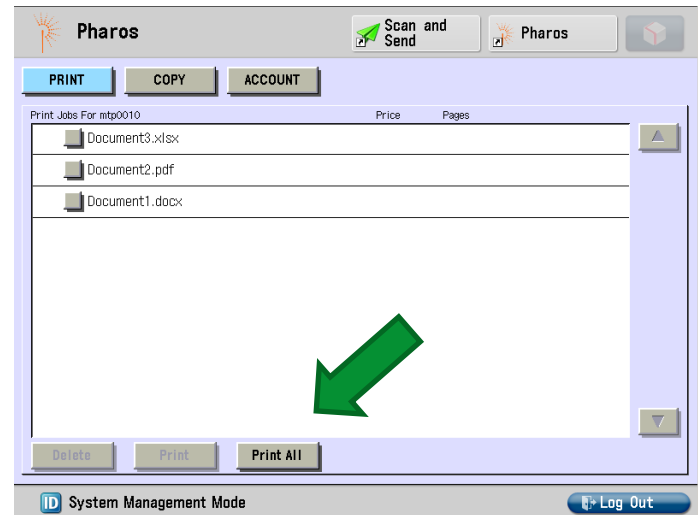 Pharos
Scan and
Send
Pharos
PRINT COPY ACCOUNT
Print Jobs For mtp0010 Price Pages
Document3.xlsx
Document2.pdf
Document1.docx
Delete Print Print All
ID System Management Mode Log Out